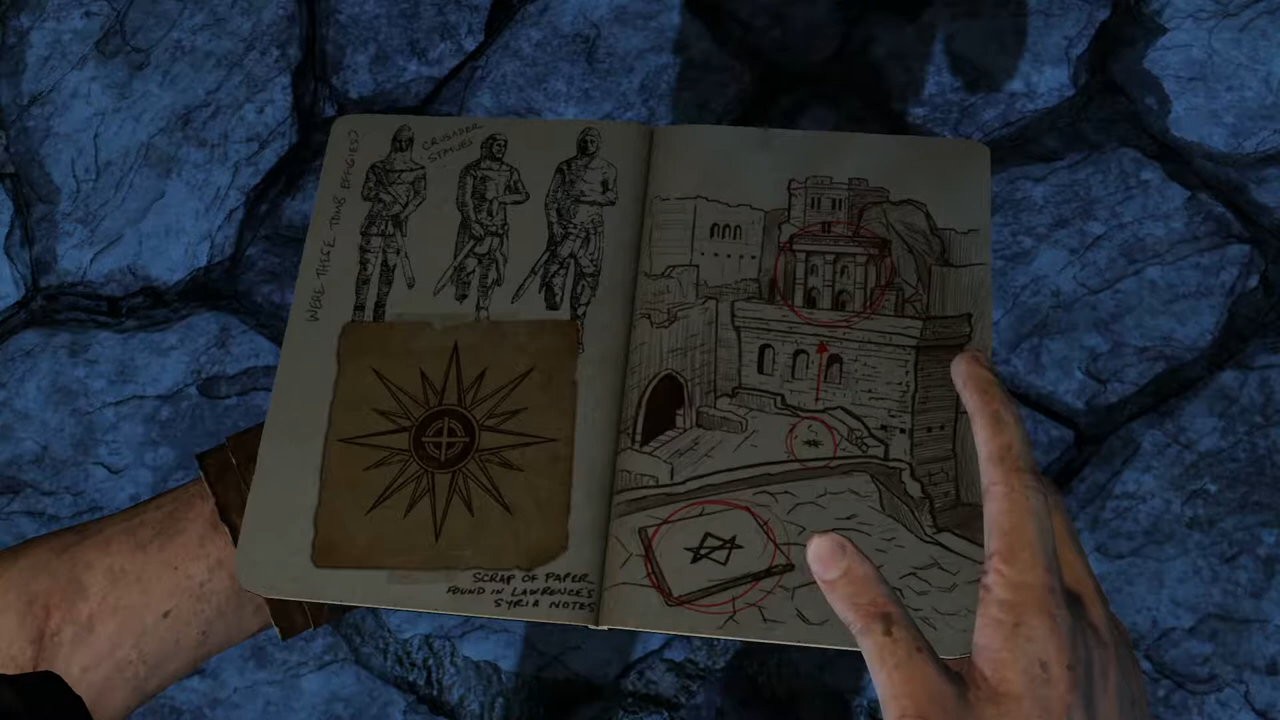 WERE THESE TOMB EFFIGIES?
CRUSADER
STATUES
SCRAP OF PAPER
FOUND IN LAWRENCE'S
SYRIA NOTES